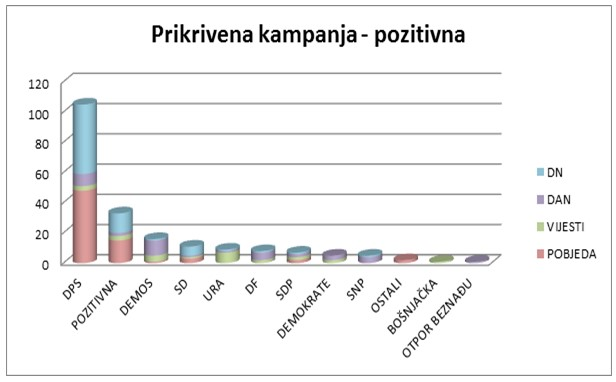 Prikrivena kampanja - pozitivna
120
100
80
60
40
20
0
DPS
POZITIVNA
DEMOS
SD
URA
DF
SDP
DEMOKRATE
SNP
OSTALI
BOŠNJAČKA
OTPOR BEZNAĐU
DN
DAN
VIJESTI
POBJEDA